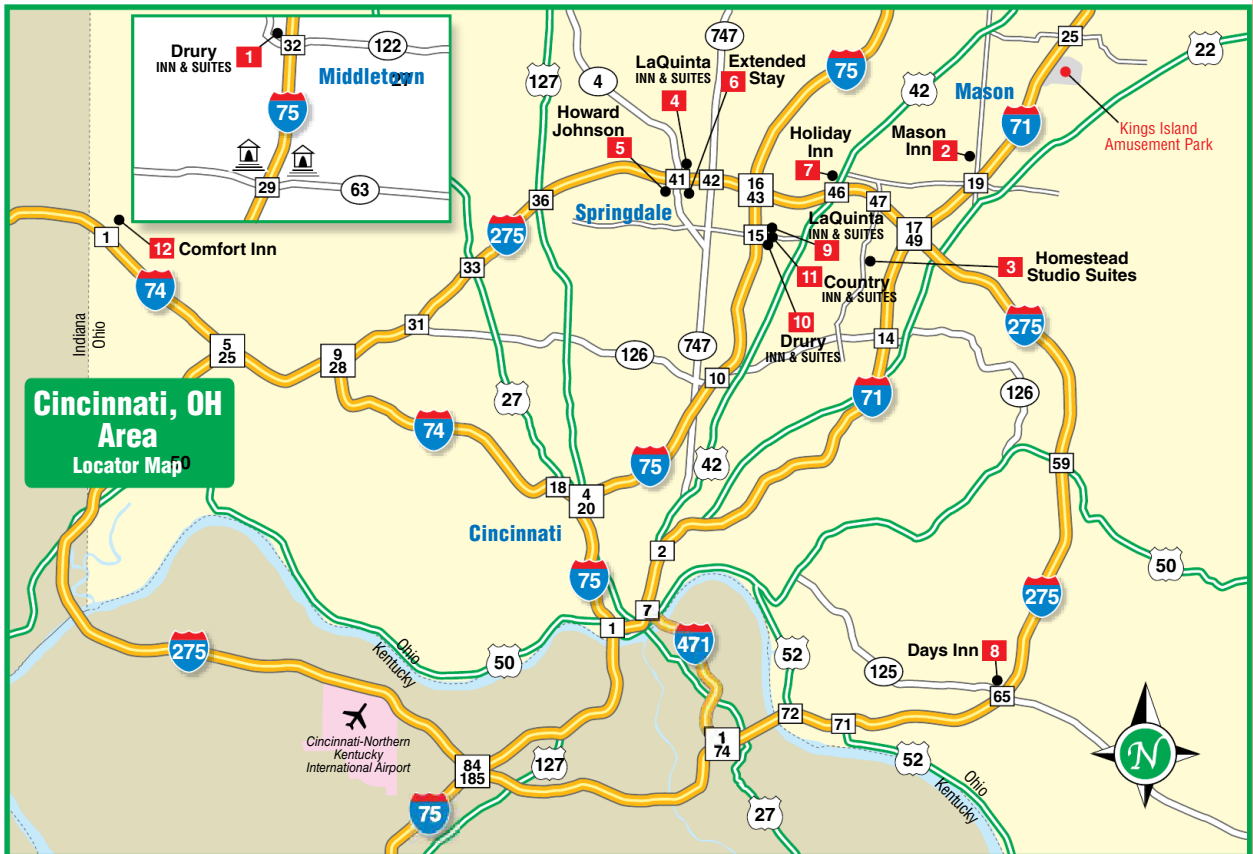 Drury
INN & SUITES
1
32
122
Middletown
27
75
29
63
127
4
747
LaQuinta
INN & SUITES
4
Extended
Stay
6
75
42
25
22
Mason
71
Kings Island
Amusement Park
Howard
Johnson
5
Holiday
Inn
7
Mason
Inn
2
41
42
16
43
46
47
19
36
Springdale
275
1
12
Comfort Inn
74
33
15
LaQuinta
INN & SUITES
9
17
49
11
Country
INN & SUITES
3
Homestead
Studio Suites
10
Drury
INN & SUITES
275
Indiana
Ohio
31
5
25
9
28
126
747
14
10
126
Cincinnati, OH
Area
Locator Map
50
27
74
71
75
42
59
18
4
20
Cincinnati
2
50
75
275
7
1
471
275
Ohio
Kentucky
50
52
Days Inn
8
125
65
72
71
Cincinnati-Northern
Kentucky
International Airport
1
74
84
185
127
52
N
Ohio
Kentucky
75
27